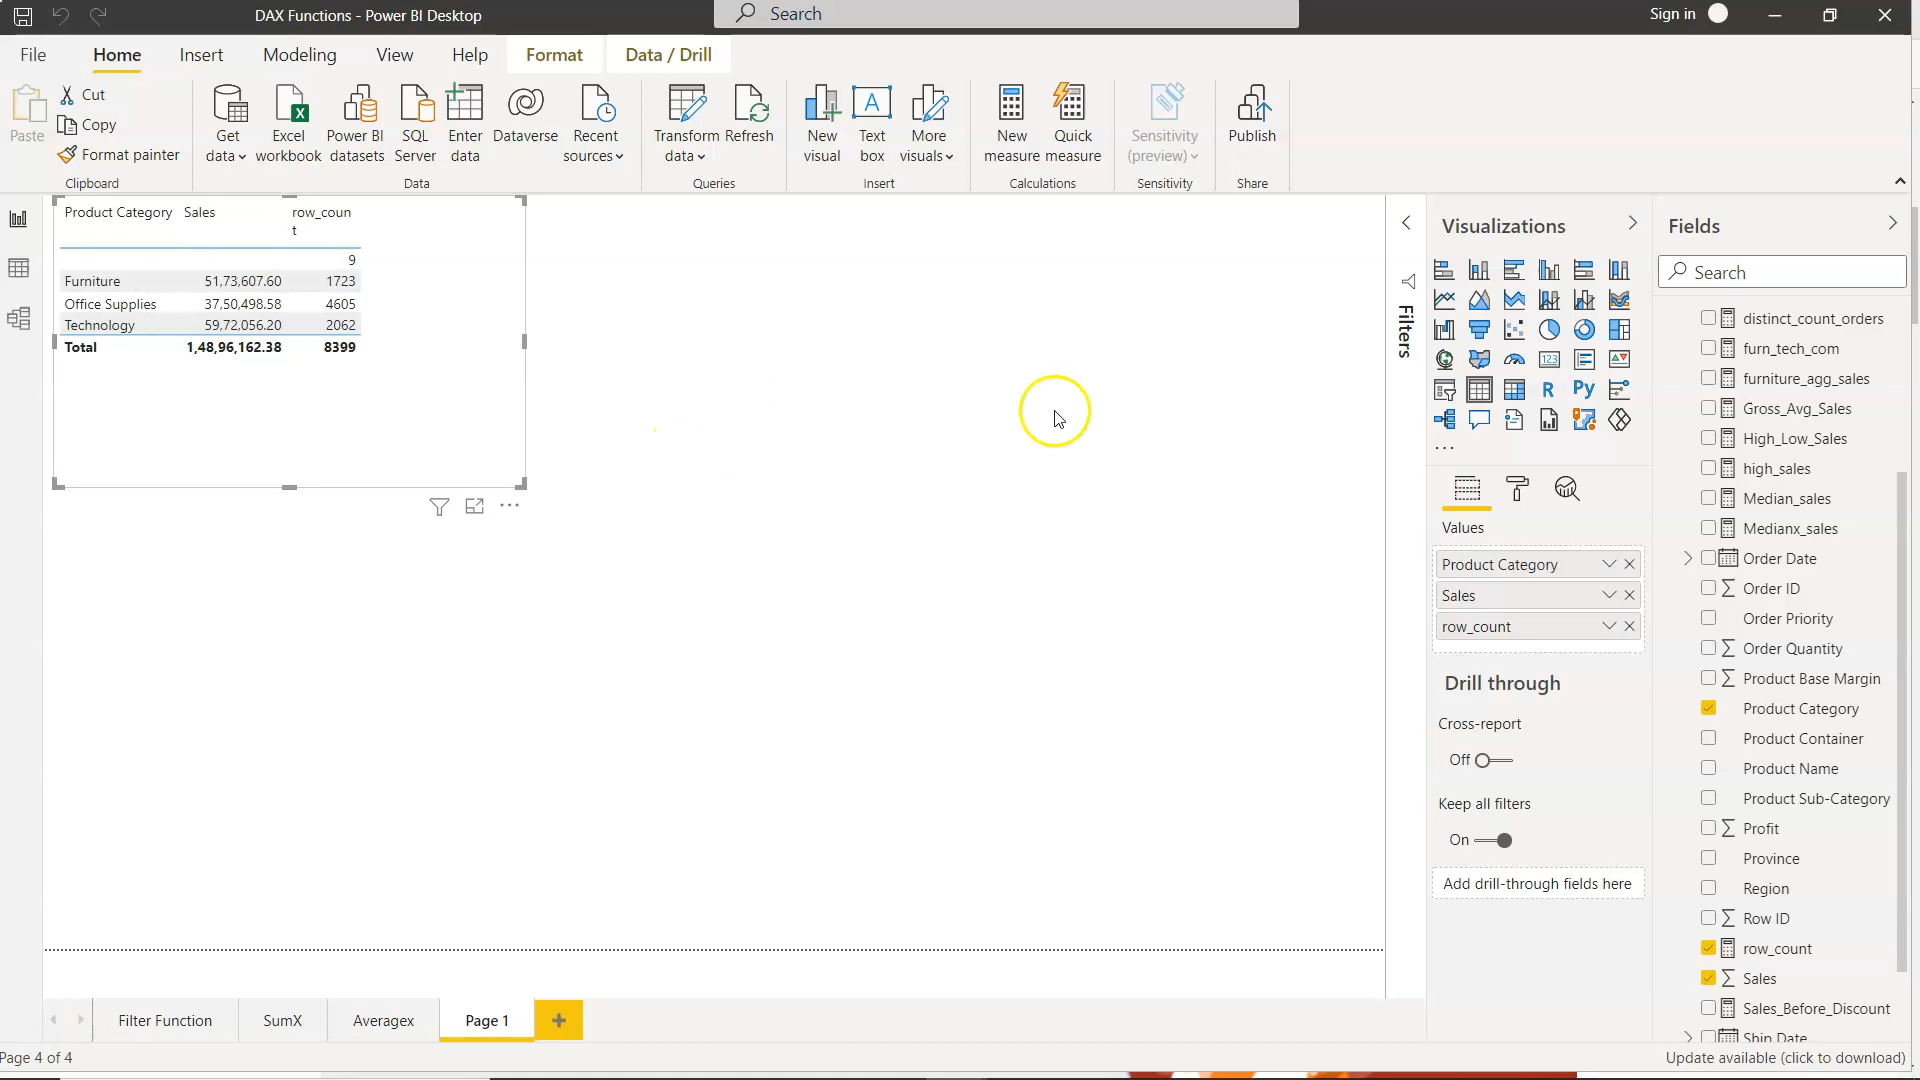 DAX Functions - Power BI Desktop
Search
Sign in
File
Home
Insert
Modeling
View
Help
Format
Data / Drill
Paste
Cut
Copy
Format painter
Clipboard
Get data
Excel workbook
Power BI datasets
SQL Server
Enter data
Dataverse
Recent sources
Data
Transform data
Refresh
Queries
New visual
Text box
More visuals
Insert
New measure
Quick measure
Calculations
Sensitivity (preview)
Sensitivity
Publish
Share
Product Category Sales row_coun
t
9
Furniture 51,73,607.60 1723
Office Supplies 37,50,498.58 4605
Technology 59,72,056.20 2062
Total 1,48,96,162.38 8399
Filters
Visualizations
123
R
Py
Values
Product Category
Sales
row_count
Drill through
Cross-report
Off
Keep all filters
On
Add drill-through fields here
Fields
Search
distinct_count_orders
furn_tech_com
furniture_agg_sales
Gross_Avg_Sales
High_Low_Sales
high_sales
Median_sales
Medianx_sales
Order Date
Order ID
Order Priority
Order Quantity
Product Base Margin
Product Category
Product Container
Product Name
Product Sub-Category
Profit
Province
Region
Row ID
row_count
Sales
Sales_Before_Discount
Ship Date
Filter Function
SumX
Averagex
Page 1
Page 4 of 4
Update available (click to download)